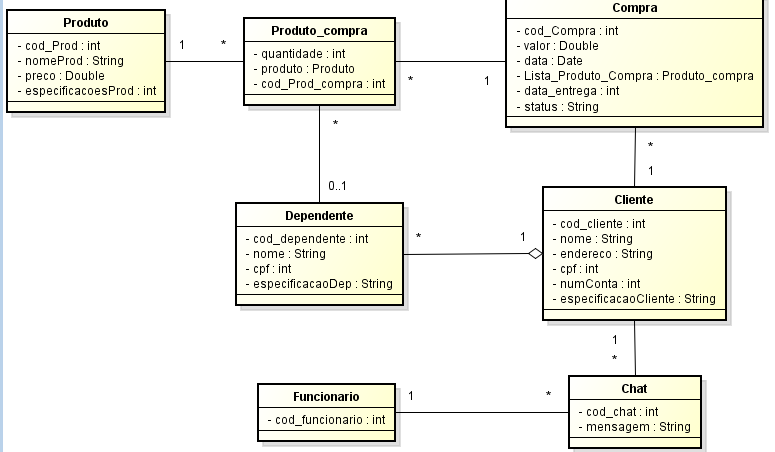 Produto
- cod_Prod : int
- nomeProd : String
- preco : Double
- especificacoesProd : int
1
*
Produto_compra
- quantidade : int
- produto : Produto
- cod_Prod_compra : int
*
1
Compra
- cod_Compra : int
- valor : Double
- data : Date
- Lista_Produto_Compra : Produto_compra
- data_entrega : int
- status : String
*
0..1
*
1
Dependente
- cod_dependente : int
- nome : String
- cpf : int
- especificacaoDep : String
*
1
Cliente
- cod_cliente : int
- nome : String
- endereco : String
- cpf : int
- numConta : int
- especificacaoCliente : String
1
*
Funcionario
- cod_funcionario : int
1
*
Chat
- cod_chat : int
- mensagem : String